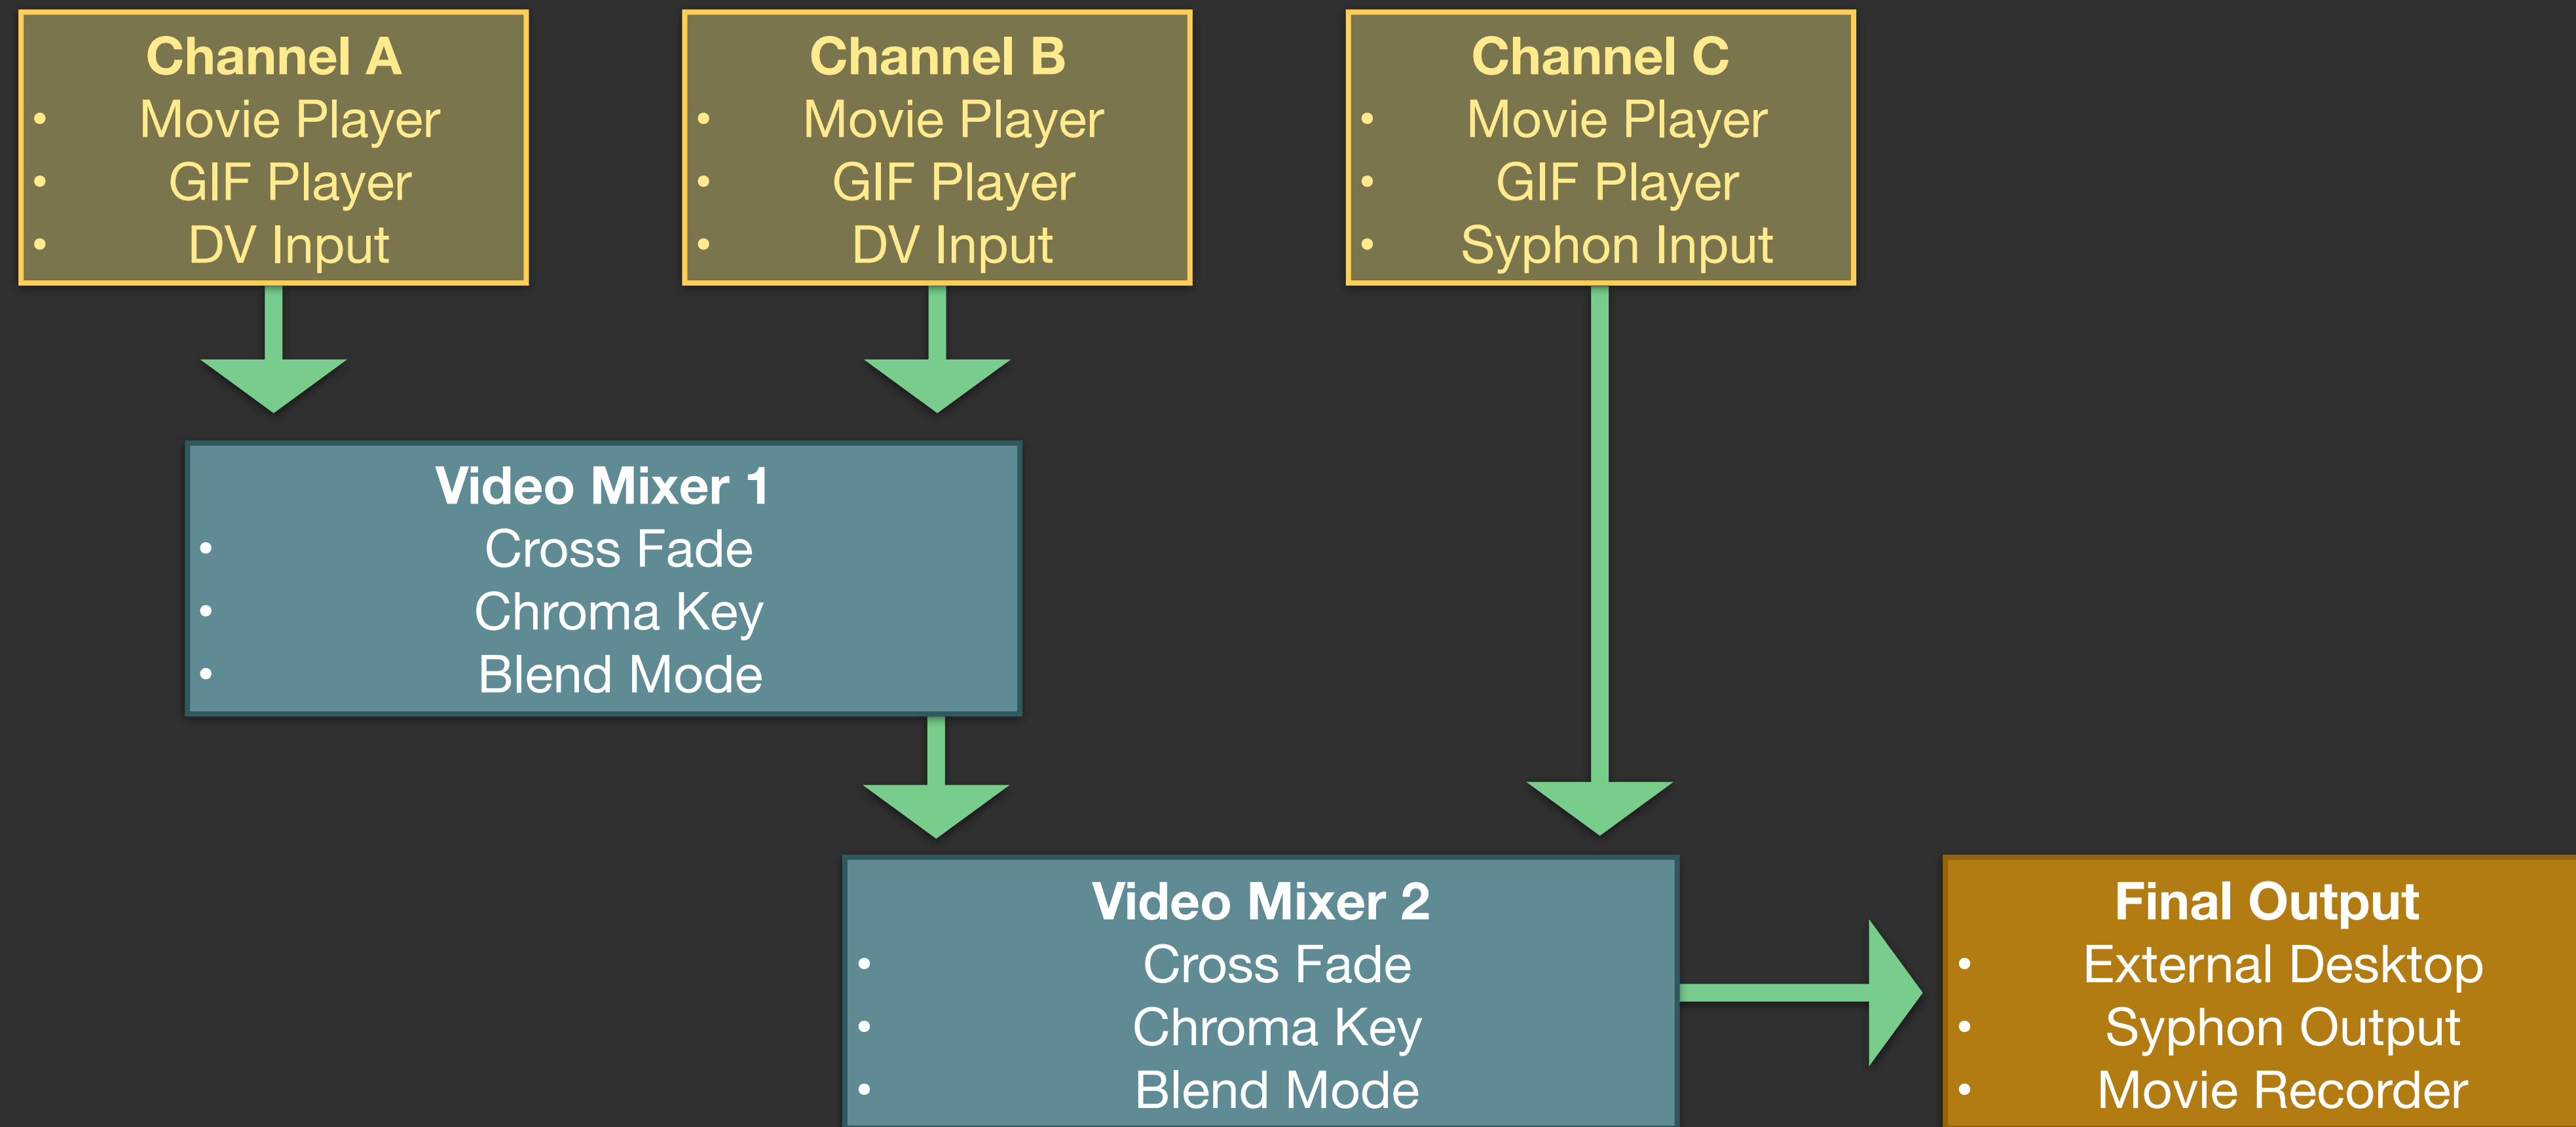 Channel A
• Movie Player
• GIF Player
• DV Input
Channel B
• Movie Player
• GIF Player
• DV Input
Channel C
• Movie Player
• GIF Player
• Syphon Input
Video Mixer 1
• Cross Fade
• Chroma Key
• Blend Mode
Video Mixer 2
• Cross Fade
• Chroma Key
• Blend Mode
Final Output
• External Desktop
• Syphon Output
• Movie Recorder